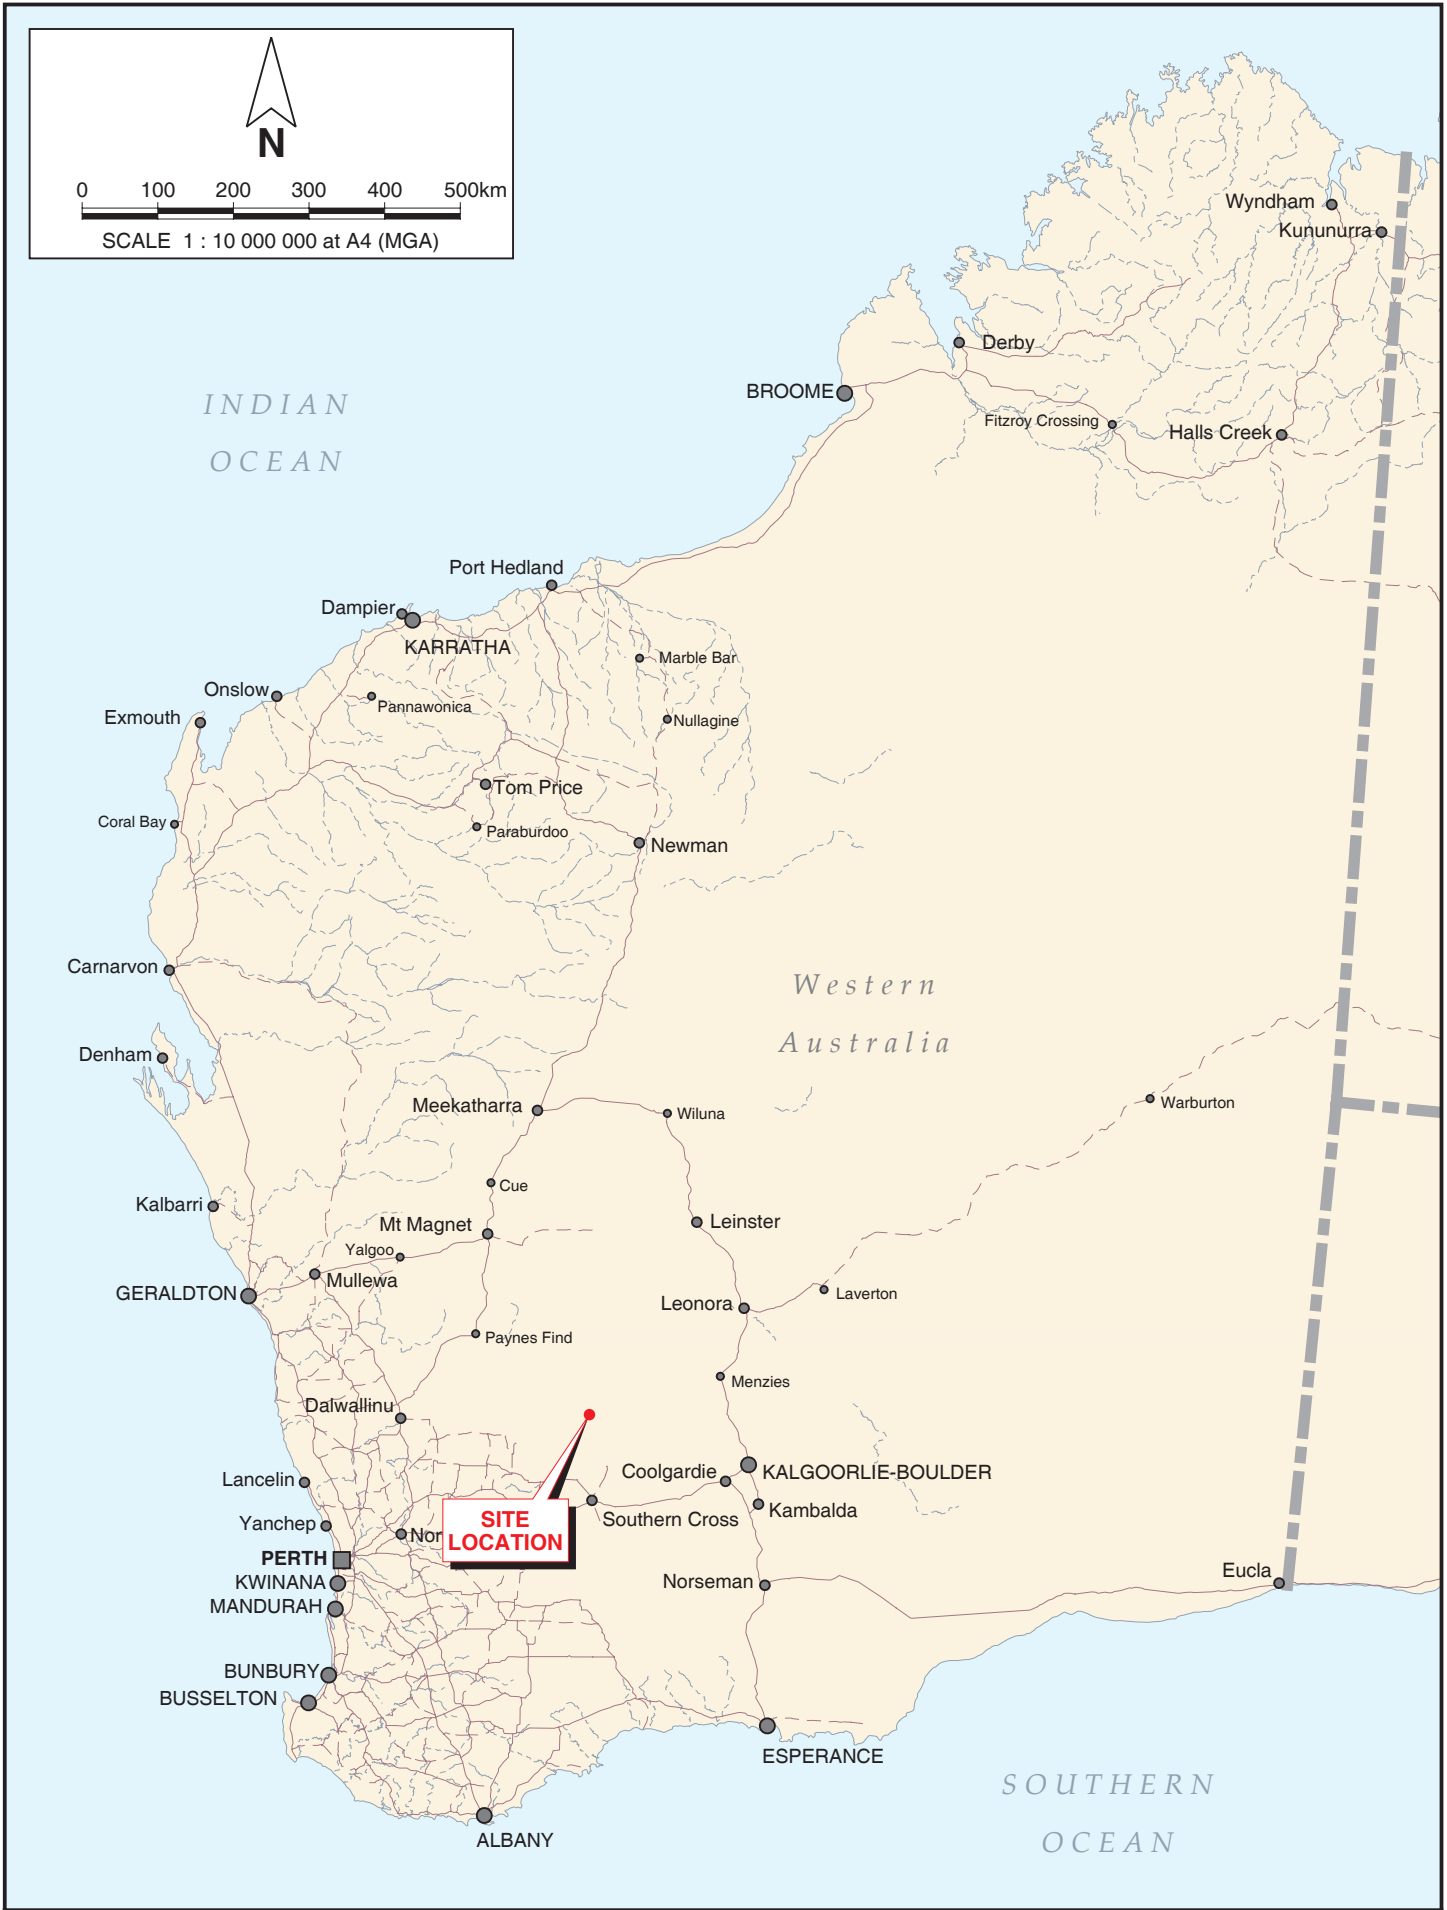 N
0 100 200 300 400 500km
SCALE 1 : 10 000 000 at A4 (MGA)
Wyndham
Kununurra
Derby
BROOME
INDIAN
OCEAN
Fitzroy Crossing
Halls Creek
Port Hedland
Dampier
KARRATHA
Marble Bar
Onslow
Pannawonica
Exmouth
Nullagine
Tom Price
Coral Bay
Paraburdoo
Newman
Carnarvon
Western
Australia
Denham
Meekatharra
Wiluna
Warburton
Cue
Kalbarri
Mt Magnet
Leinster
Yalgoo
Mullewa
GERALDTON
Laverton
Leonora
Paynes Find
Menzies
Dalwallinu
Coolgardie
KALGOORLIE-BOULDER
Lancelin
Kambalda
Southern Cross
SITE
LOCATION
Yanchep
Nor
PERTH
Eucla
KWINANA
Norseman
MANDURAH
BUNBURY
BUSSELTON
ESPERANCE
SOUTHERN
OCEAN
ALBANY